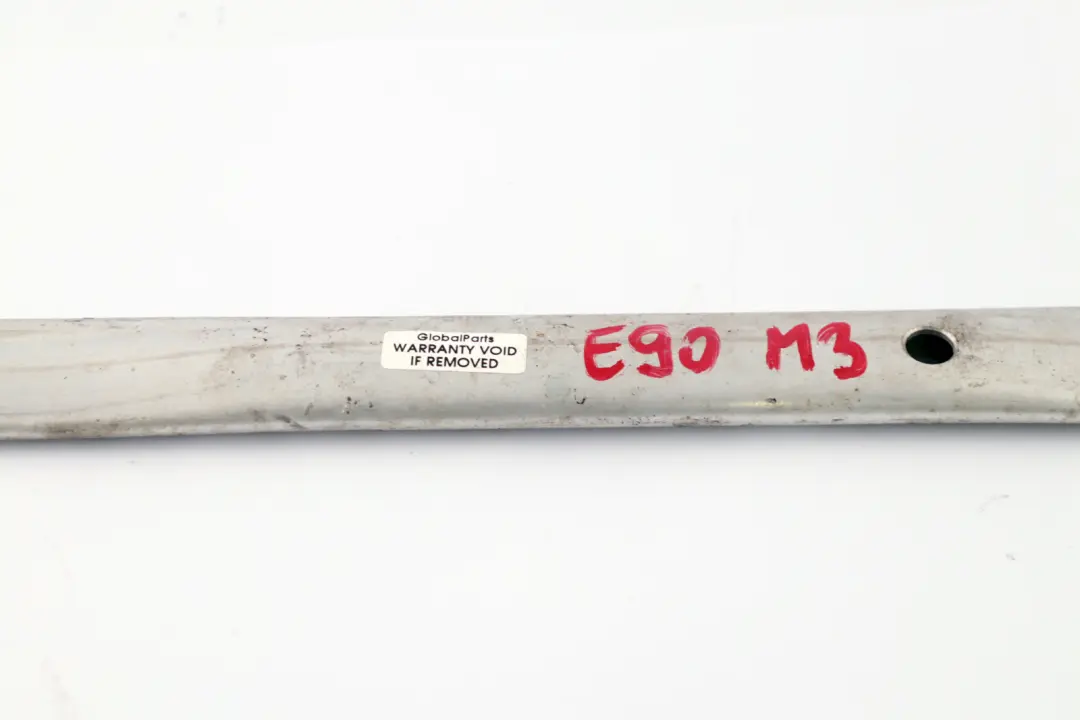 GlobalParts
WARRANTY VOID
IF REMOVED
E90 M3